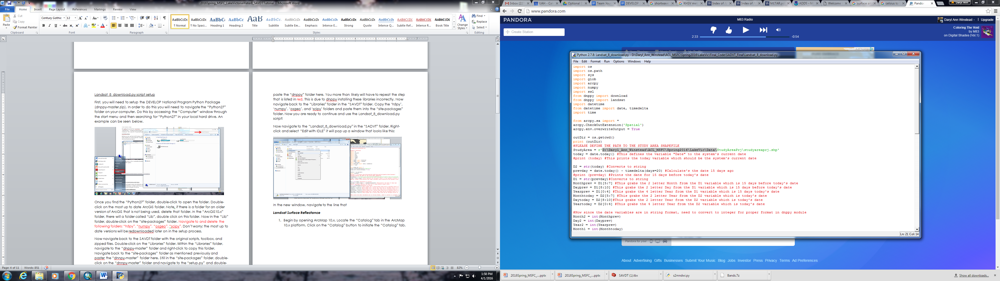 2016Spring_MSFC_LakeVictoriaWaterII_SAVDTTutorial - Microsoft Word
File Home Insert Page Layout References Mailings Review View
Cut
Copy
Format Painter
Paste
Clipboard
Century Gothic 12
Font
Paragraph
AaBbCcDc AaBbCcDc AaBbC AaBbCc AaB AaBbCc. AaBbCcDc AaBbCcDc AaBbCcDc AaBbCcDc AaBbCcDc AaBbCcDc AaBbCcDc AaBbCcDc AaBbCcDc
¶ Normal ¶ No Spaci... Heading 1 Heading 2 Title Subtitle Subtle Em... Emphasis Intense E... Strong Quote Intense Q... Subtle Ref... Intense R... Book Title
Styles
Change Styles
Find
Replace
Select
Editing
Landsat_8_download.py script setup
First, you will need to setup the DEVELOP National Program Python Package
(dnppy-master.zip). In order to do this you will need to navigate the “Python27”
folder on your computer. Do this by accessing the “Computer” window through
the start menu and then searching for “Python27” in your local hard drive. An
example can be seen below.
Once you find the “Python27” folder, double-click to open the folder. Double-
click on the most up to date ArcGIS folder. Note, if there is a folder for an older
version of ArcGIS that is not being used, delete that folder. In the “ArcGIS10.x”
folder, there will a folder called “Lib”, double click on this folder. Now in the “Lib”
folder, double-click on the “site-packages” folder. Navigate to and delete the
following folders: “h5py”, “numpy”, “osgeo”, “scipy”. Don’t worry; the most up to
date versions will be redownloaded later on in the setup process.
Now navigate back to the SAVDT folder with the original scripts, toolbox, and
zipped files. Double-click on the “Libraries” folder. Within the “Libraries” folder,
navigate to the “dnppy-master” folder and right-click to copy this folder.
Navigate back to the “site-packages” folder as mentioned previously and
paster the “dnnpy-master” folder here. Still in the “site-packages” folder, double-
click on the “dnnpy-master” folder and navigate to the “setup.py” and double-
paste the “dnppy” folder here. You more than likely will have to repeat the step
that is listed in red. This is due to dnppy installing these libraries incorrectly. Now
navigate back to the “Libraries” folder in the “SAVDT” folder. Copy the ‘h5py’,
‘numpy’, ‘osgeo’, and ‘scipy’ folders and paste them into the “site-packages”
folder. Now you are ready to continue and use the Landsat_8_download.py
script!
Now navigate to the “Landsat_8_download.py” in the “SADVT” folder. Right-
click and select “Edit with IDLE” it will pop up a window that looks like this:
In the new window, navigate to the line that
Landsat Surface Reflectance
1. Begin by opening ArcMap 10.x. Locate the “Catalog” tab in the ArcMap
10.x platform. Click on the “Catalog” button to initiate the “Catalog” tab.
Page: 4 of 11 Words: 851 82%
1:58 PM
4/1/2016
Inbox (227 UAH - Cal Optional D Team Jour DEVELOP shortwave KHSV met Index of / Index of / METAR.p ADDS - M Welcome surface ar celsius to Pandor Daryl Ann
www.pandora.com
PANDORA M83 Radio Daryl Ann Winstead Upgrade
Create Station
2:33 -0:54
Coloring The Void
by M83
on Digital Shades (Vol.1)
AdChoices
Python 2.7.8: Landsat_8_download.py - D:\Daryl_Ann_Winstead\ACL_MSFC\Spring2016\LakeVic\Final_Code\SADVT_Final\Landsat_8_download.py
File Edit Format Run Options Windows Help
import os
import os.path
import sys
import glob
import arcpy
import numpy
import ssl
from dnppy import download
from dnppy import landsat
import datetime
from datetime import date, timedelta
import time
from arcpy.sa import *
arcpy.CheckOutExtension('Spatial')
arcpy.env.overwriteOutput = True
outDir = os.getcwd()
print (outDir)
#PLEASE DEFINE THE PATH TO THE STUDY AREA SHAPEFILE
StudyArea = r'D:\Daryl_Ann_Winstead\ACL_MSFC\Spring2016\LakeVic\Data\StudyAreaPrj\studyareaprj.shp'
today = date.today() #This defines the variable "Date" to the system's current date
#print (today) #This prints the today variable which should be the system's current date
D2 = str(today) #Converts to string
prevday = date.today() - timedelta(days=20) #Calculate's the date 15 days ago
#print (prevday) #Prints the date for 15 days before today's date
D1 = str(prevday)#Converts to string
Monthprev = D1[5:7] #This grabs the 2 letter Month from the D1 variable which is 15 days before today's date
Dayprev = D1[8:10] #This grabs the 2 letter Day from the D1 variable which is 15 days before today's date
Yearprev = D1[0:4] #This grabs the 4 letter Year from the D1 variable which is 15 days today's date
Monthtoday = D2[5:7] #This grabs the 2 letter Year from the D2 variable which is today's date
Daytoday = D2[8:10]#This grabs the 2 letter Year from the D2 variable which is today's date
Yeartoday = D2[0:4] #This grabs the 4 letter Year from the D2 variable which is today's date
#Now since the date variables are in string format, need to convert to integer for proper format in dnppy module
Month2 = int(Monthprev)
Day2 = int(Dayprev)
Year2 = int(Yearprev)
Month1 = int(Monthtoday)
Ln: 21 Col: 14
Pandora for your
About Advertising Gifts Businesses Submit Your Music Blog Jobs Investor Press Privacy Terms Ad Preferences
2016Spring_MSFC_....pptx 2016Spring_MSFC_....pptx SAVDT (1).tbx s2mndwi.py Bands.7z Show all downloads...